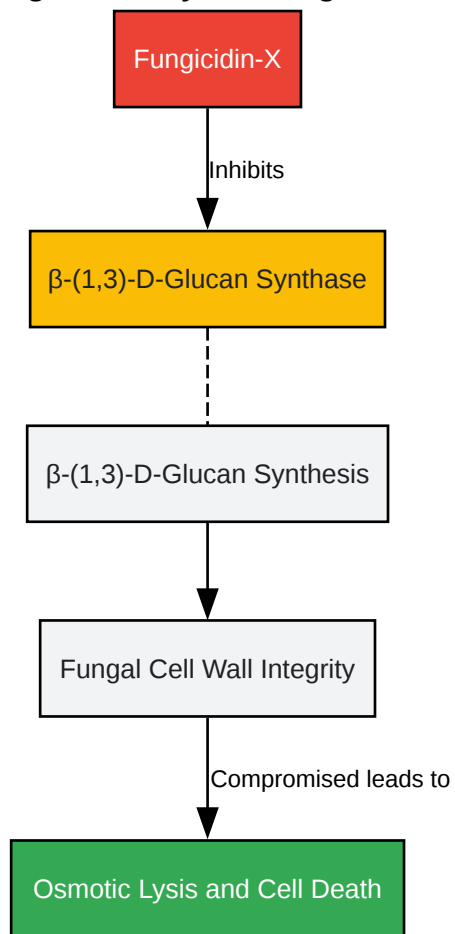 Fungicidin-X
Inhibits
β-(1,3)-D-Glucan Synthase
β-(1,3)-D-Glucan Synthesis
Fungal Cell Wall Integrity
Compromised leads to
Osmotic Lysis and Cell Death